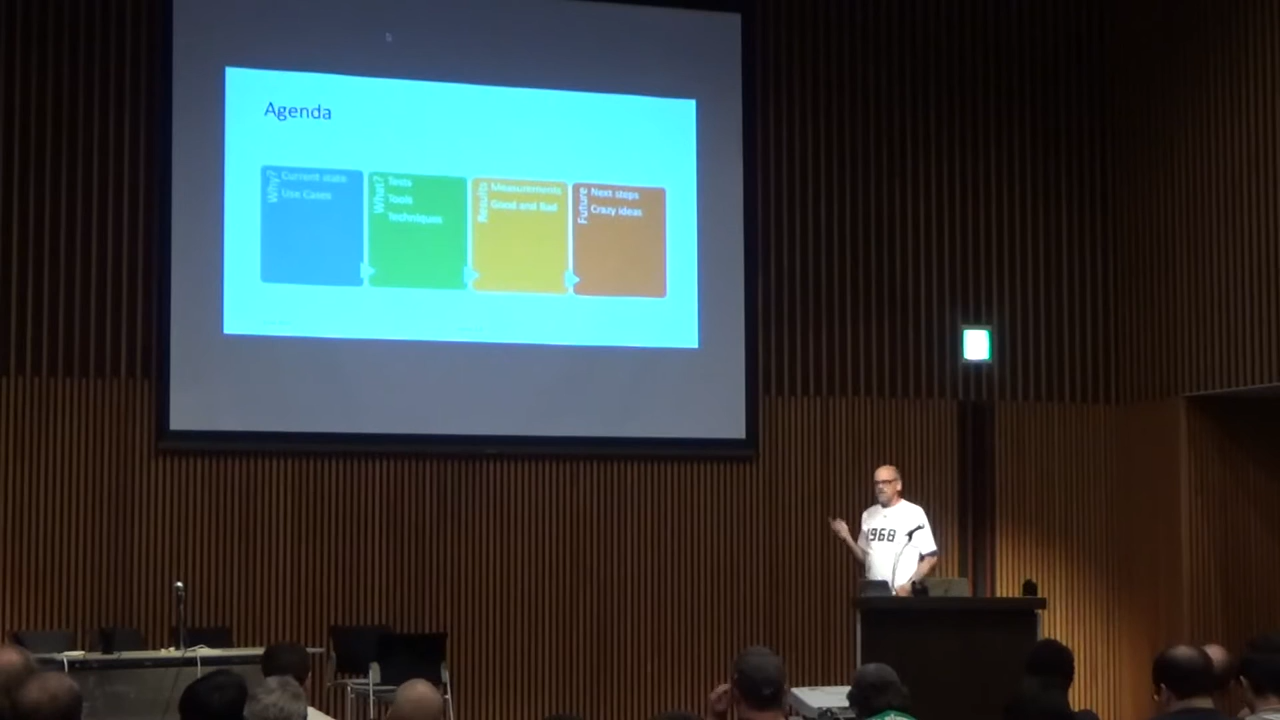 Agenda
Why?
Current state
Use Cases
What?
Tests
Tools
Techniques
Results
Measurements
Good and Bad
Future
Next steps
Crazy ideas
1968